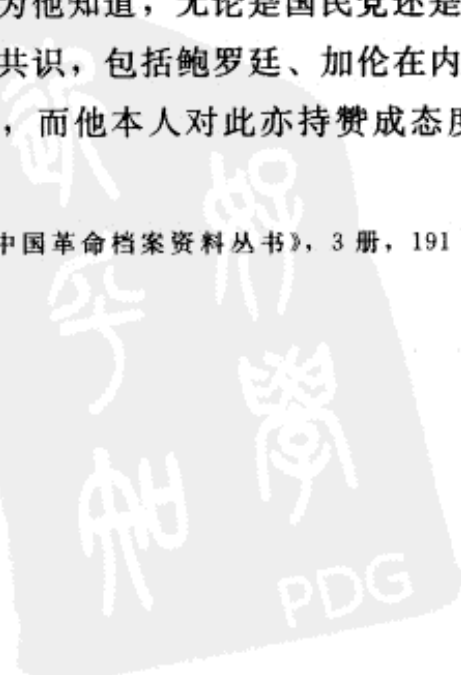 为他知道，无论是国民党还是
共识，包括鲍罗廷、加伦在内
，而他本人对此亦持赞成态度
中国革命档案资料丛书》，3 册，191
PDG